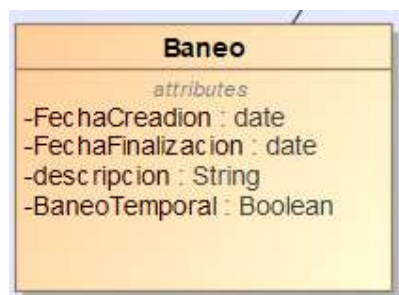 Baneo
attributes
-FechaCreadion : date
-FechaFinalizacion : date
-descripcion : String
-BaneoTemporal : Boolean